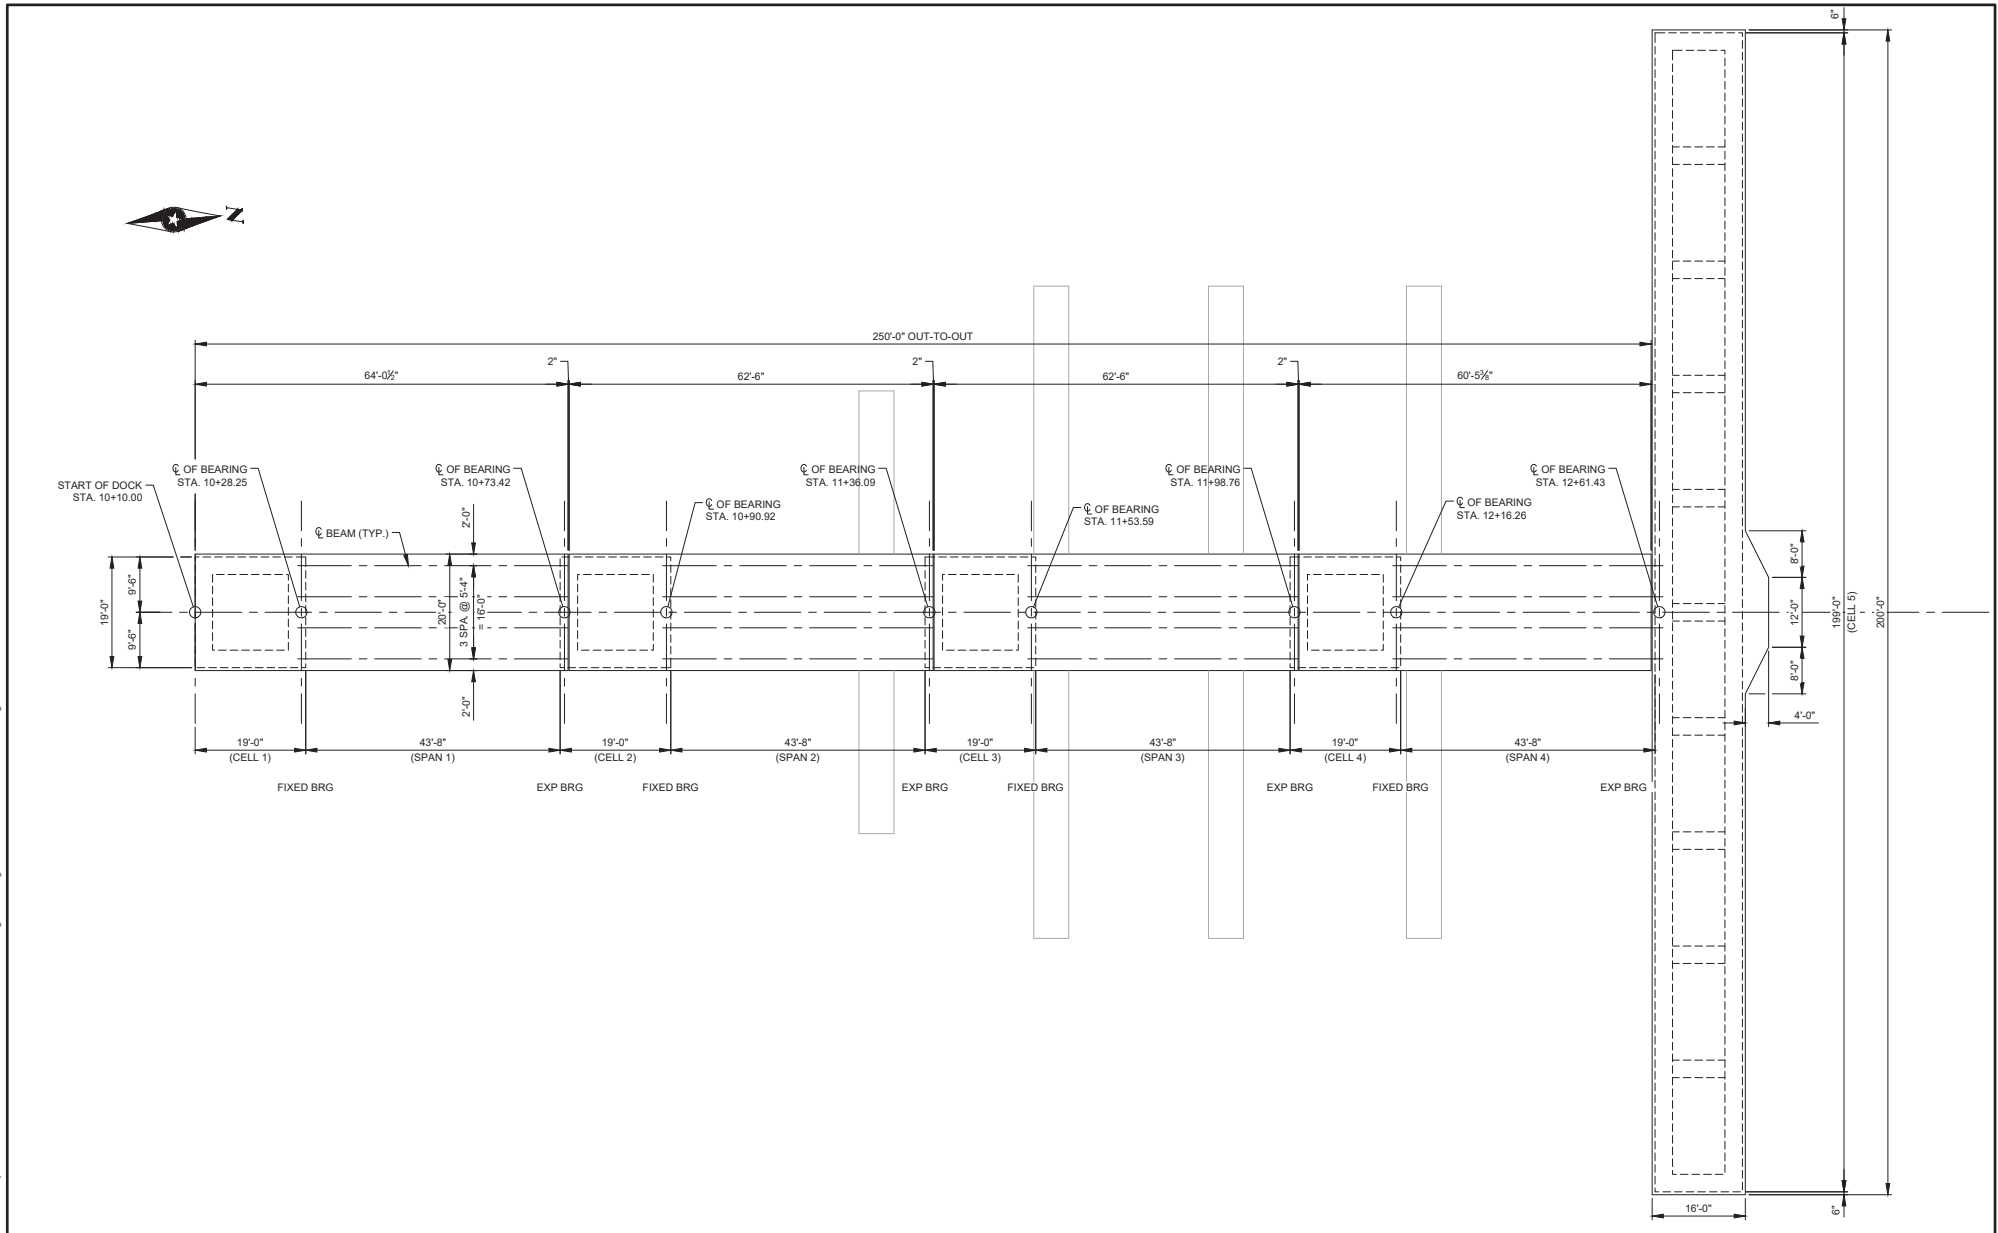 6"
N
250'-0" OUT-TO-OUT
2"
2"
2"
64'-0½"
62'-6"
62'-6"
60'-5⅜"
START OF DOCK
STA. 10+10.00
℄ OF BEARING
STA. 10+28.25
℄ OF BEARING
STA. 10+73.42
℄ OF BEARING
STA. 10+90.92
℄ OF BEARING
STA. 11+36.09
℄ OF BEARING
STA. 11+53.59
℄ OF BEARING
STA. 11+98.76
℄ OF BEARING
STA. 12+16.26
℄ OF BEARING
STA. 12+61.43
℄ BEAM (TYP.)
2'-0"
19'-0"
9'-6"
9'-6"
20'-0"
3 SPA. @ 5'-4"
= 16'-0"
2'-0"
8'-0"
12'-0"
8'-0"
199'-0"
(CELL 5)
200'-0"
4'-0"
19'-0"
(CELL 1)
43'-8"
(SPAN 1)
19'-0"
(CELL 2)
43'-8"
(SPAN 2)
19'-0"
(CELL 3)
43'-8"
(SPAN 3)
19'-0"
(CELL 4)
43'-8"
(SPAN 4)
FIXED BRG
EXP BRG
FIXED BRG
EXP BRG
FIXED BRG
EXP BRG
FIXED BRG
EXP BRG
16'-0"
6"